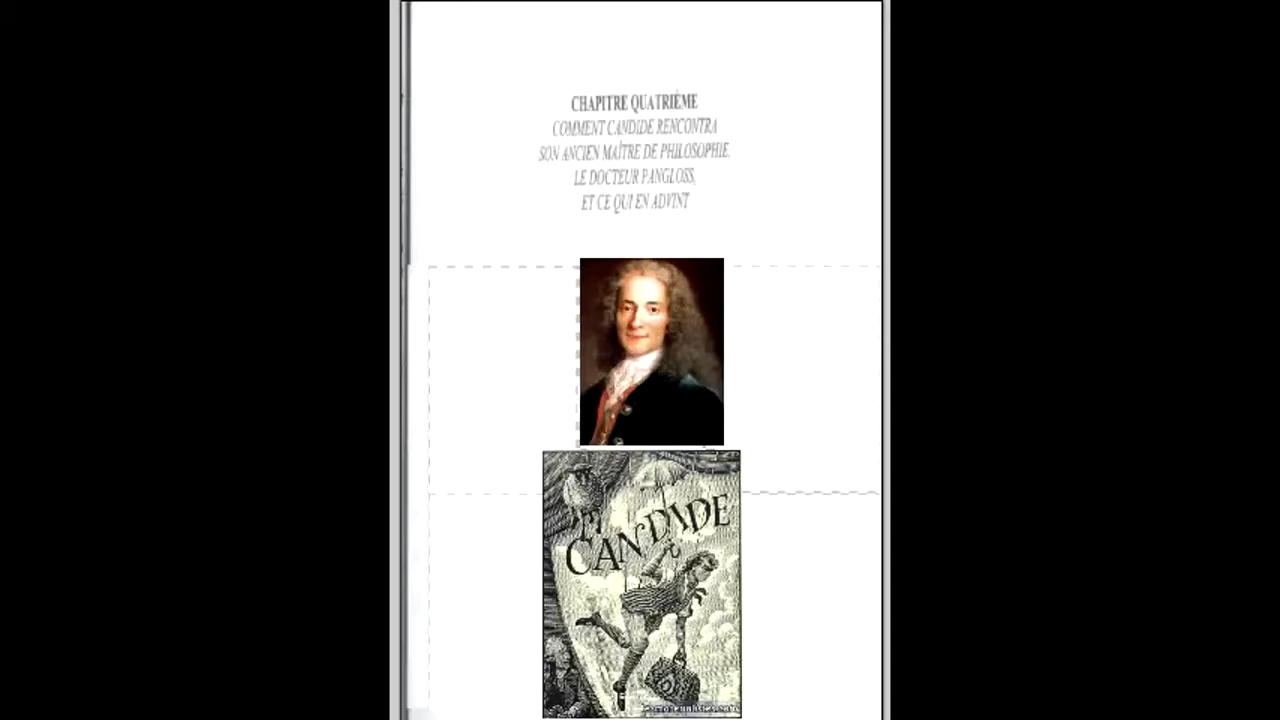 CHAPITRE QUATRIÈME
COMMENT CANDIDE RENCONTRA
SON ANCIEN MAÎTRE DE PHILOSOPHIE,
LE DOCTEUR PANGLOSS,
ET CE QUI EN ADVINT
CANDIDE